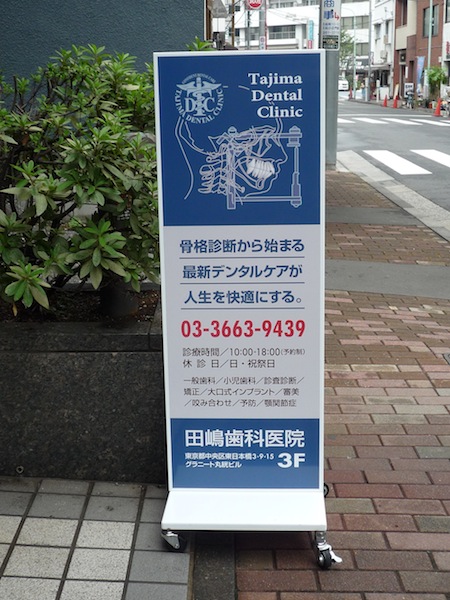 TAJIMA DENTAL CLINIC
Tajima
Dental
Clinic
骨格診断から始まる
最新デンタルケアが
人生を快適にする。
03-3663-9439
診療時間／10:00-18:00(予約制)
休 診 日／日・祝祭日
一般歯科／小児歯科／診査診断／
矯正／大口式インプラント／審美
／咬み合わせ／予防／顎関節症
田嶋歯科医院
東京都中央区東日本橋3-9-15
グラニート丸眠ビル
3F